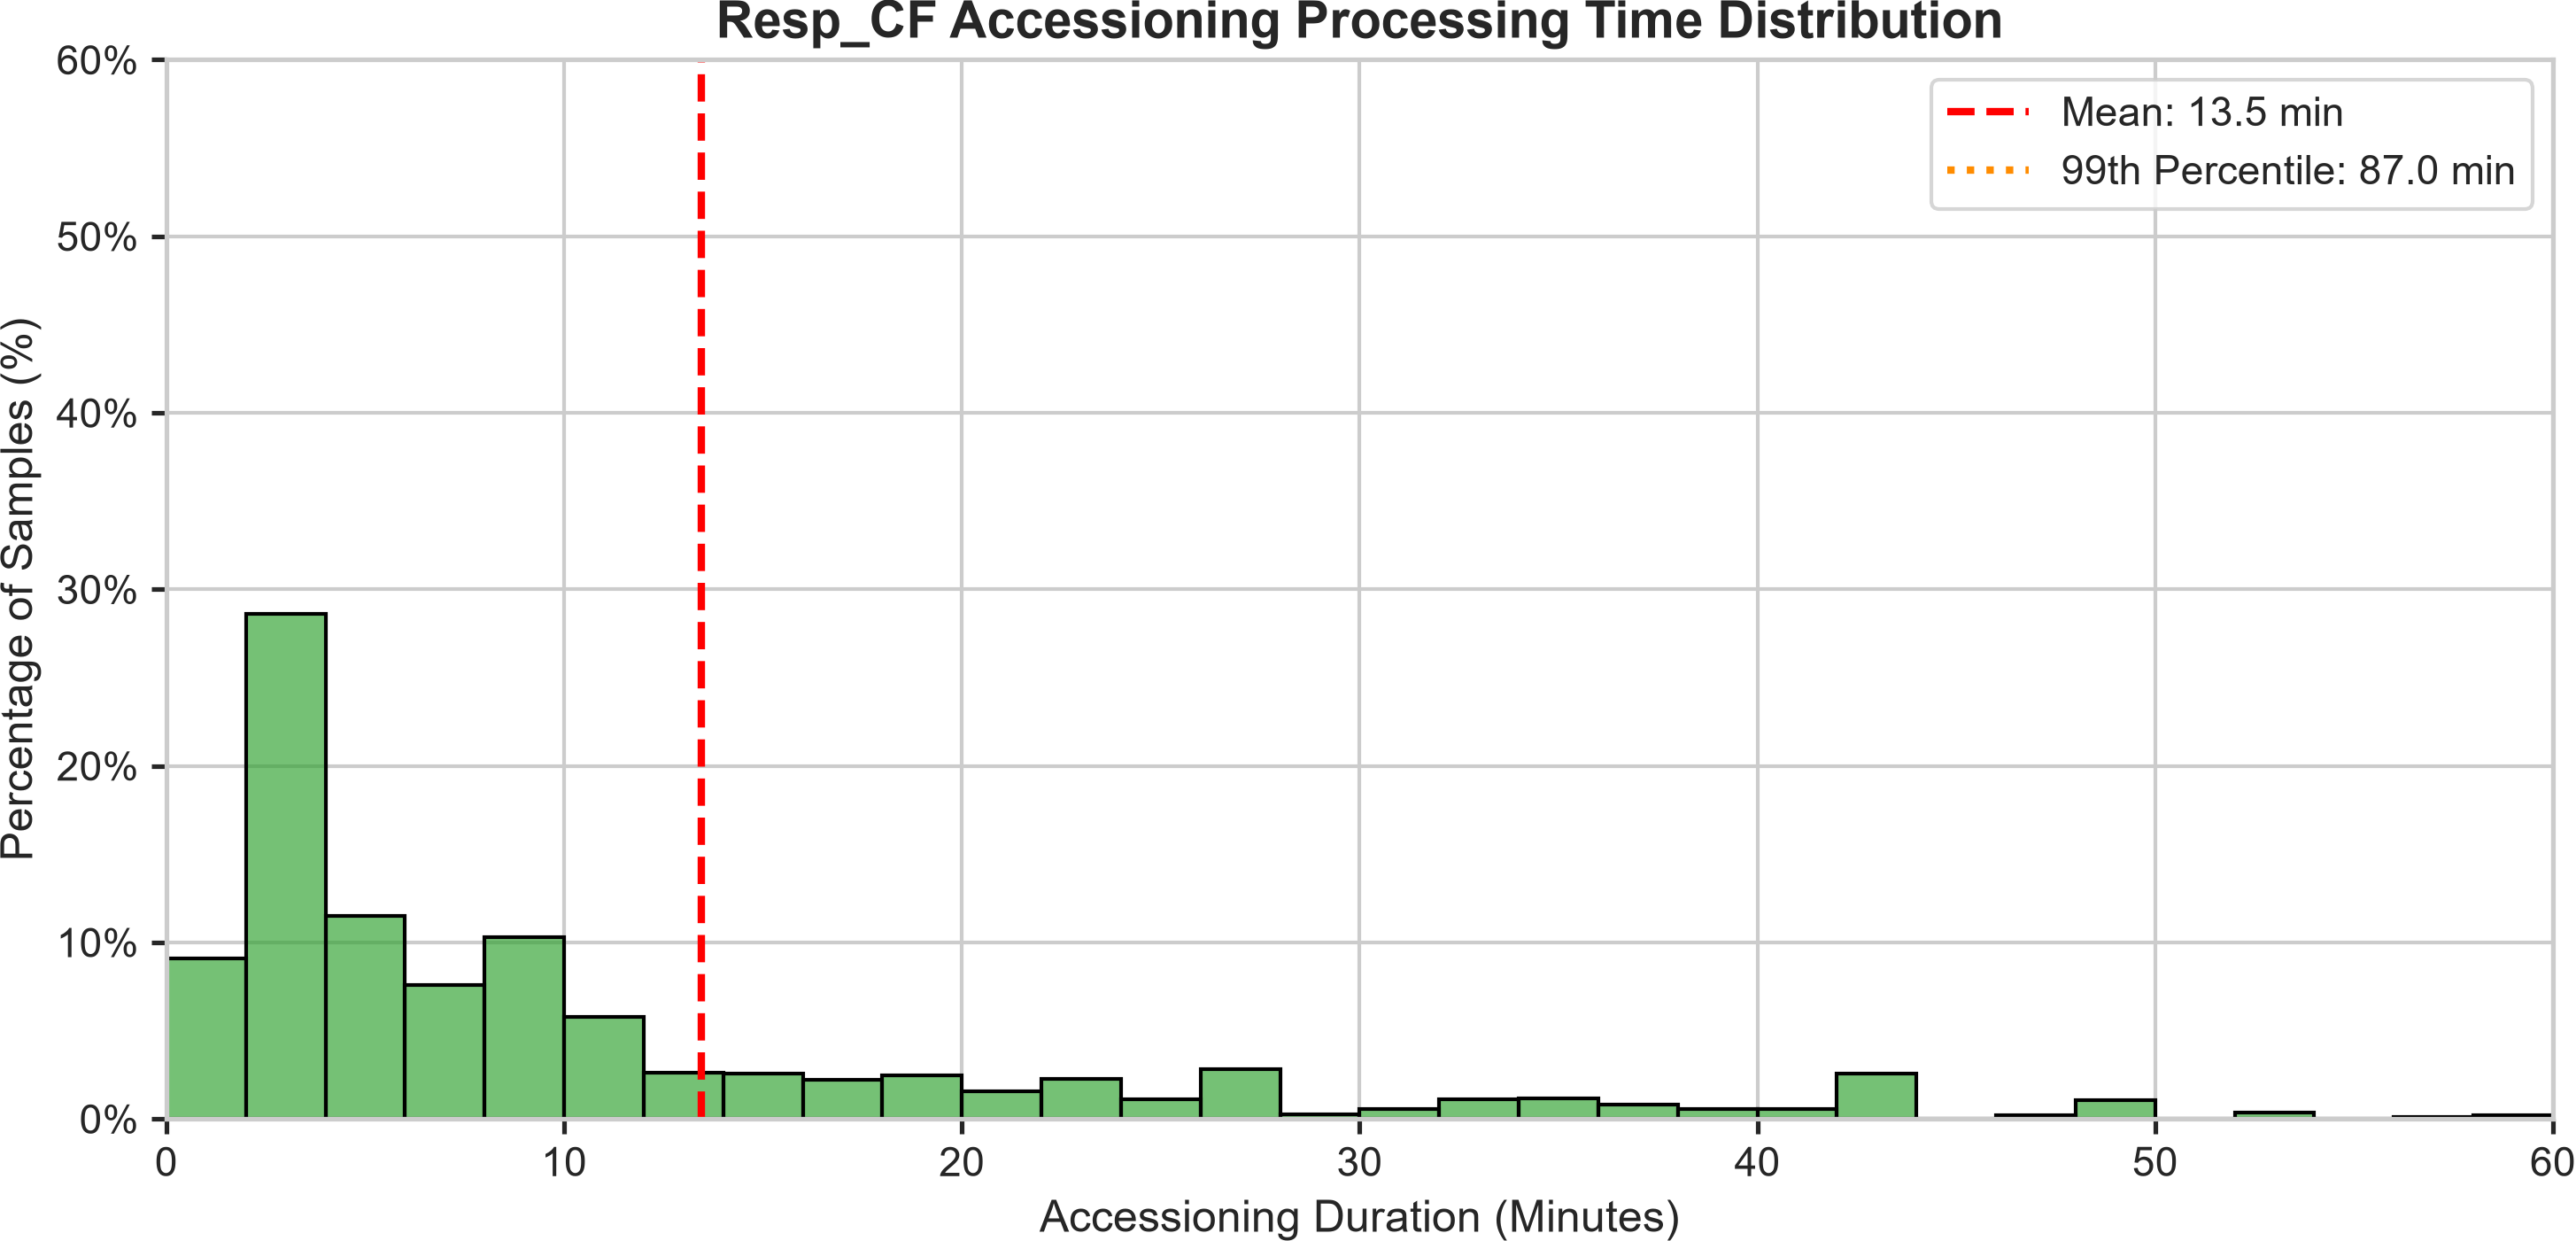 Resp_CF Accessioning Processing Time Distribution
Mean: 13.5 min
99th Percentile: 87.0 min
Percentage of Samples (%)
60%
50%
40%
30%
20%
10%
0%
0 10 20 30 40 50 60
Accessioning Duration (Minutes)